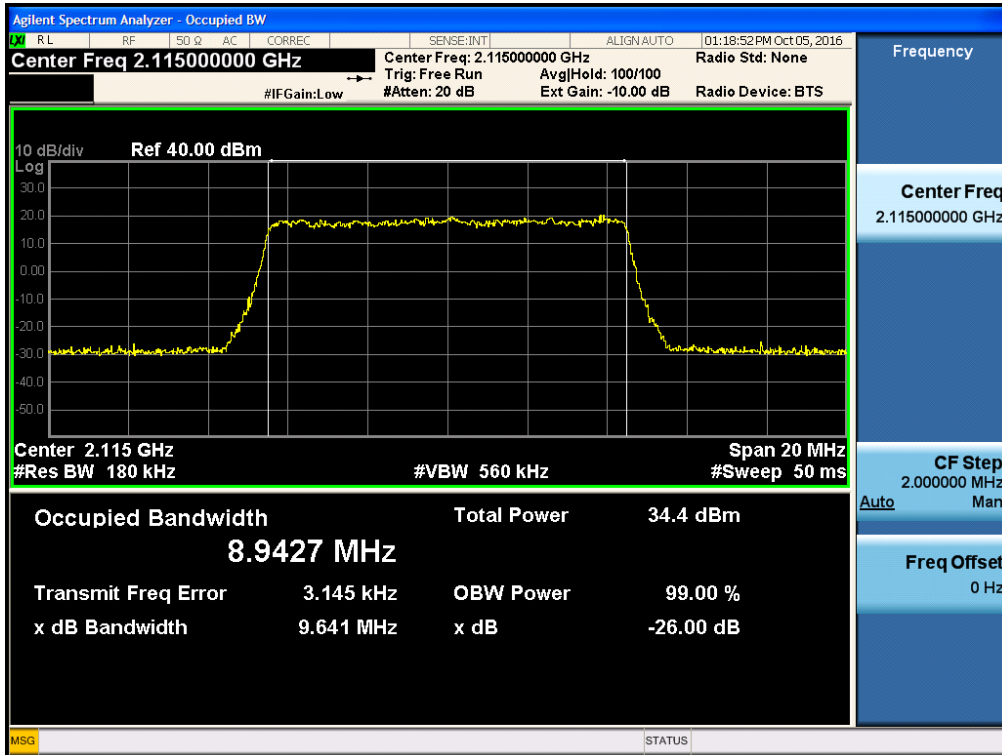 Agilent Spectrum Analyzer - Occupied BW
LXI RL RF 50 Ω AC CORREC SENSE:INT ALIGN AUTO 01:18:52 PM Oct 05, 2016
Center Freq 2.115000000 GHz
Center Freq: 2.115000000 GHz Radio Std: None
Trig: Free Run Avg|Hold: 100/100
#IFGain:Low #Atten: 20 dB Ext Gain: -10.00 dB Radio Device: BTS
10 dB/div Ref 40.00 dBm
Log
30.0
20.0
10.0
0.00
-10.0
-20.0
-30.0
-40.0
-50.0
Center 2.115 GHz Span 20 MHz
#Res BW 180 kHz #VBW 560 kHz #Sweep 50 ms
Occupied Bandwidth Total Power 34.4 dBm
8.9427 MHz
Transmit Freq Error 3.145 kHz OBW Power 99.00 %
x dB Bandwidth 9.641 MHz x dB -26.00 dB
Frequency
Center Freq
2.115000000 GHz
CF Step
2.000000 MHz
Auto Man
Freq Offset
0 Hz
MSG STATUS